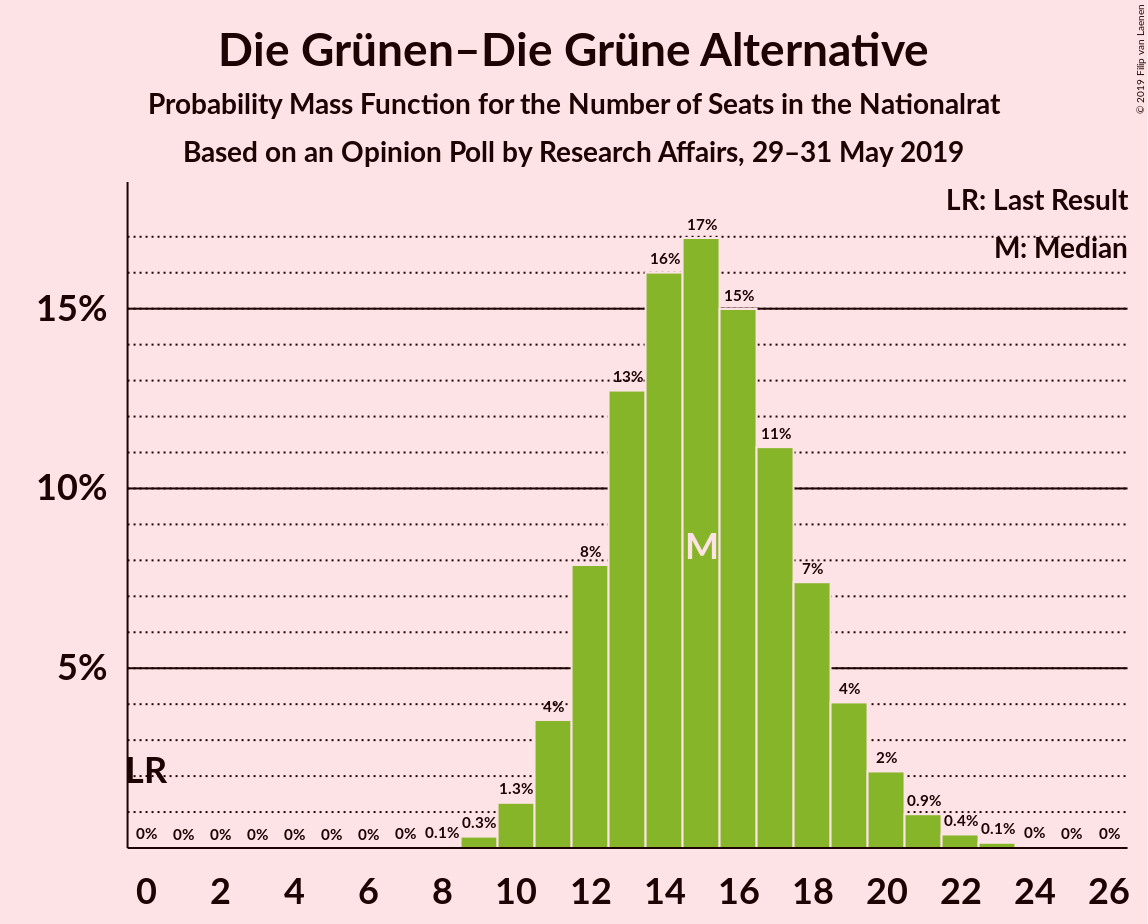 Die Grünen–Die Grüne Alternative
Probability Mass Function for the Number of Seats in the Nationalrat
Based on an Opinion Poll by Research Affairs, 29–31 May 2019
© 2019 Filip van Laenen
LR: Last Result
M: Median
17%
16%
15%
15%
13%
11%
10%
M
8%
7%
5%
4%
4%
LR
2%
1.3%
0.9%
0% 0% 0% 0% 0% 0% 0% 0% 0.1% 0.3% 0.4% 0.1% 0% 0% 0%
0 2 4 6 8 10 12 14 16 18 20 22 24 26